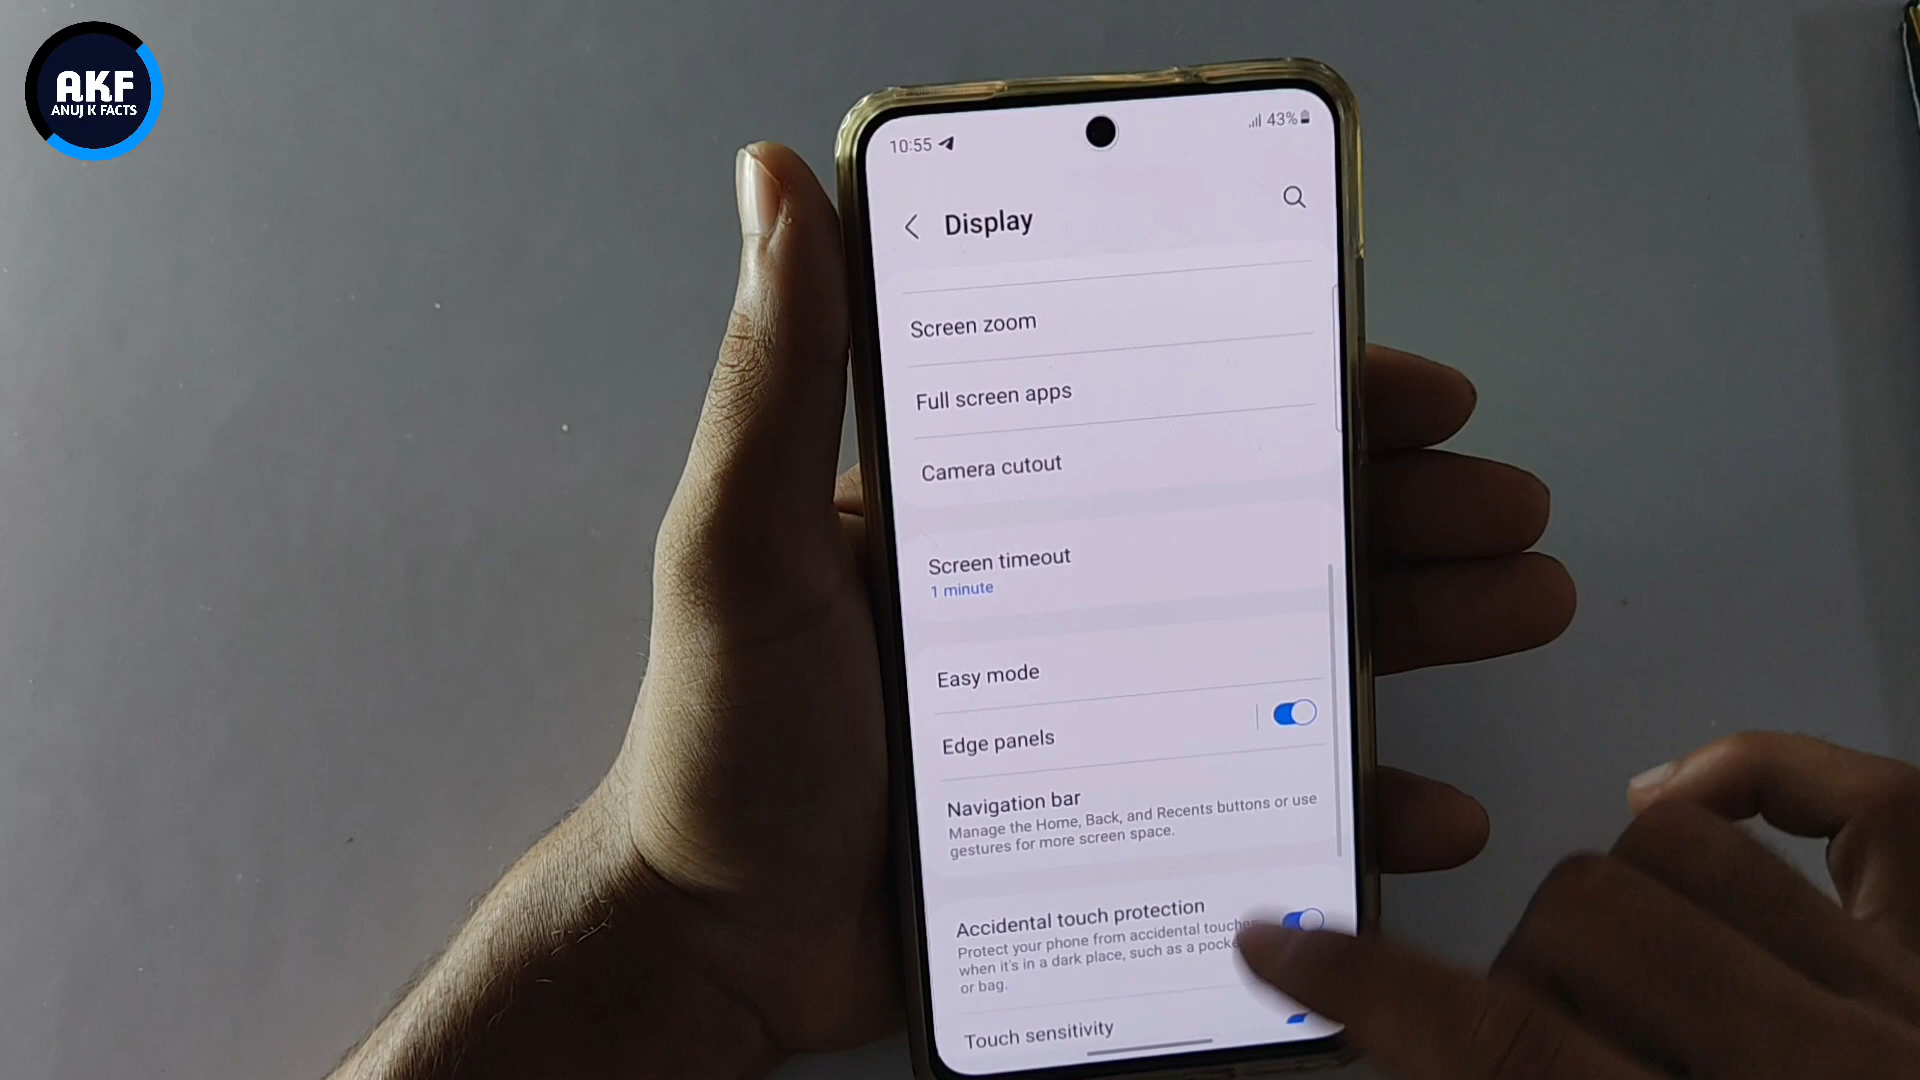 AKF
ANUJ K FACTS
10:55
43%
Display
Screen zoom
Full screen apps
Camera cutout
Screen timeout
1 minute
Easy mode
Edge panels
Navigation bar
Manage the Home, Back, and Recents buttons or use
gestures for more screen space.
Accidental touch protection
Protect your phone from accidental touches
when it's in a dark place, such as a pocket
or bag.
Touch sensitivity